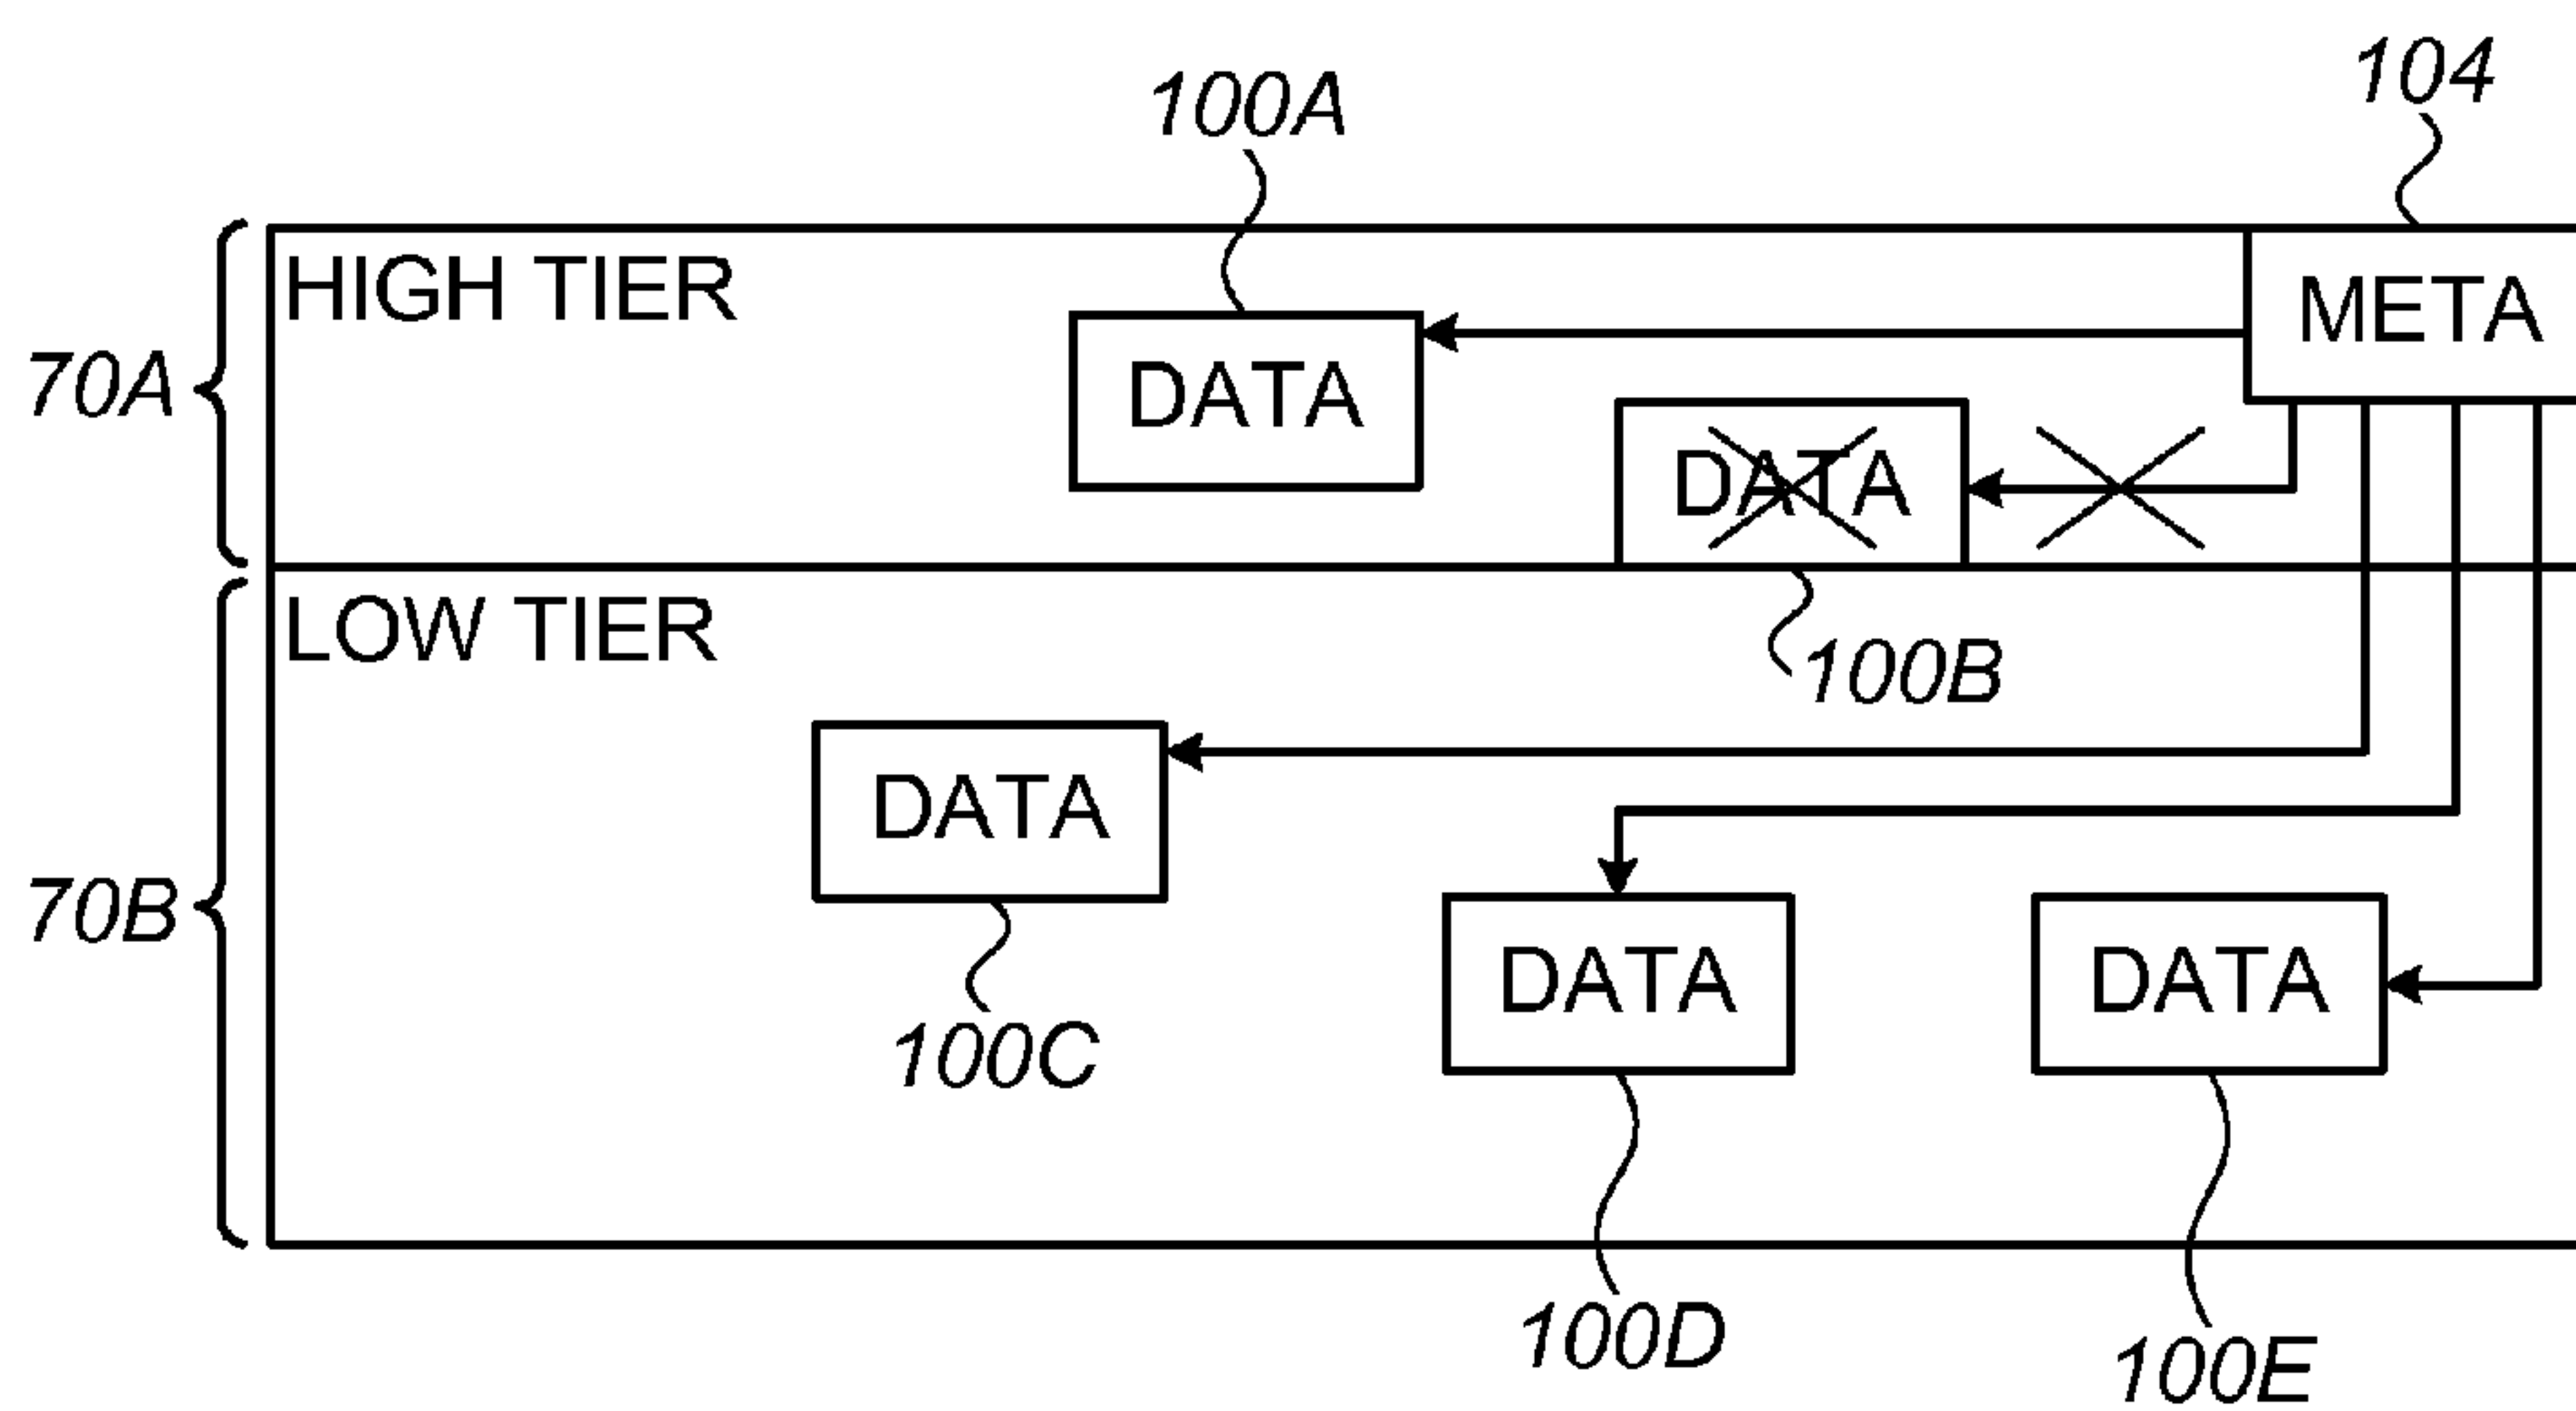 104
100A
HIGH TIER
META
70A
DATA
DATA
LOW TIER
100B
DATA
70B
DATA
DATA
100C
100D
100E